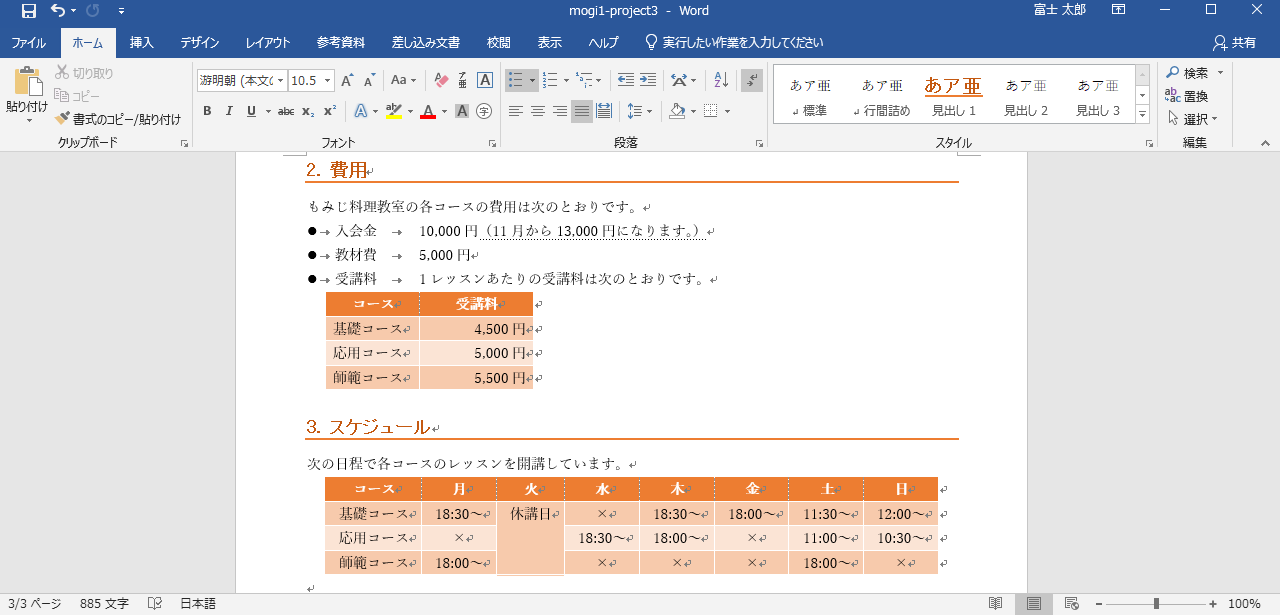 mogi1-project3 - Word
富士 太郎
ファイル ホーム 挿入 デザイン レイアウト 参考資料 差し込み文書 校閲 表示 ヘルプ 実行したい作業を入力してください 共有
貼り付け
切り取り
コピー
書式のコピー/貼り付け
クリップボード
游明朝 (本文の 10.5 A A Aa
B I U abc x₂ x² A A A 字
フォント
段落
あア亜 あア亜 あア亜 あア亜 あア亜
標準 行間詰め 見出し 1 見出し 2 見出し 3
スタイル
検索
置換
選択
編集
2. 費用
もみじ料理教室の各コースの費用は次のとおりです。
● 入会金 10,000 円（11 月から 13,000 円になります。）
● 教材費 5,000 円
● 受講料 1 レッスンあたりの受講料は次のとおりです。
コース 受講料
基礎コース 4,500 円
応用コース 5,000 円
師範コース 5,500 円
3. スケジュール
次の日程で各コースのレッスンを開講しています。
コース 月 火 水 木 金 土 日
基礎コース 18:30～ 休講日 × 18:30～ 18:00～ 11:30～ 12:00～
応用コース × 18:30～ 18:00～ × 11:00～ 10:30～
師範コース 18:00～ × × × 18:00～ ×
3/3 ページ 885 文字 日本語 100%